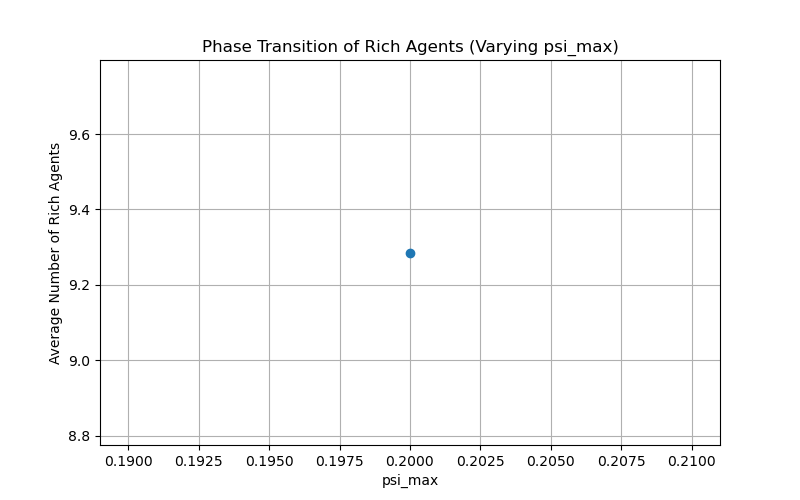 Phase Transition of Rich Agents (Varying psi_max)
Average Number of Rich Agents
9.6
9.4
9.2
9.0
8.8
0.1900 0.1925 0.1950 0.1975 0.2000 0.2025 0.2050 0.2075 0.2100
psi_max